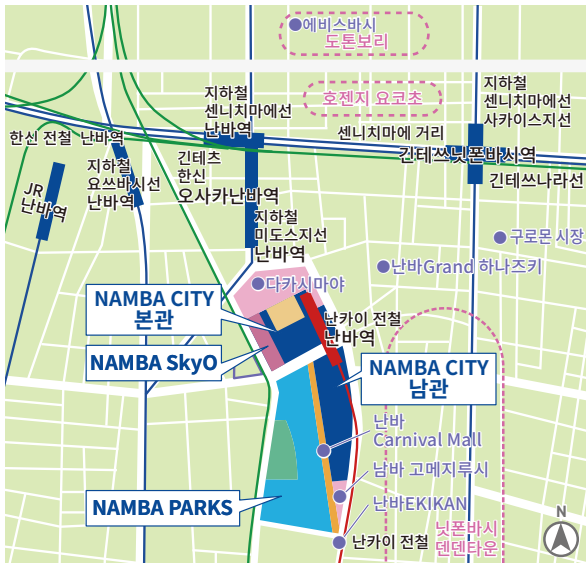 에비스바시
도톤보리
호젠지 요코초
지하철
센니치마에선
난바역
지하철
센니치마에선
사카이스지선
센니치마에 거리
한신 전철 난바역
긴테쓰닛폰바시역
긴테츠
한신
오사카난바역
지하철
요쓰바시선
난바역
긴테쓰나라선
JR
난바역
지하철
미도스지선
난바역
구로몬 시장
난바Grand 하나즈키
다카시마야
NAMBA CITY
본관
난카이 전철
난바역
NAMBA SkyO
NAMBA CITY
남관
난바
Carnival Mall
남바 고메지루시
NAMBA PARKS
난바EKIKAN
난카이 전철
닛폰바시
덴덴타운
N